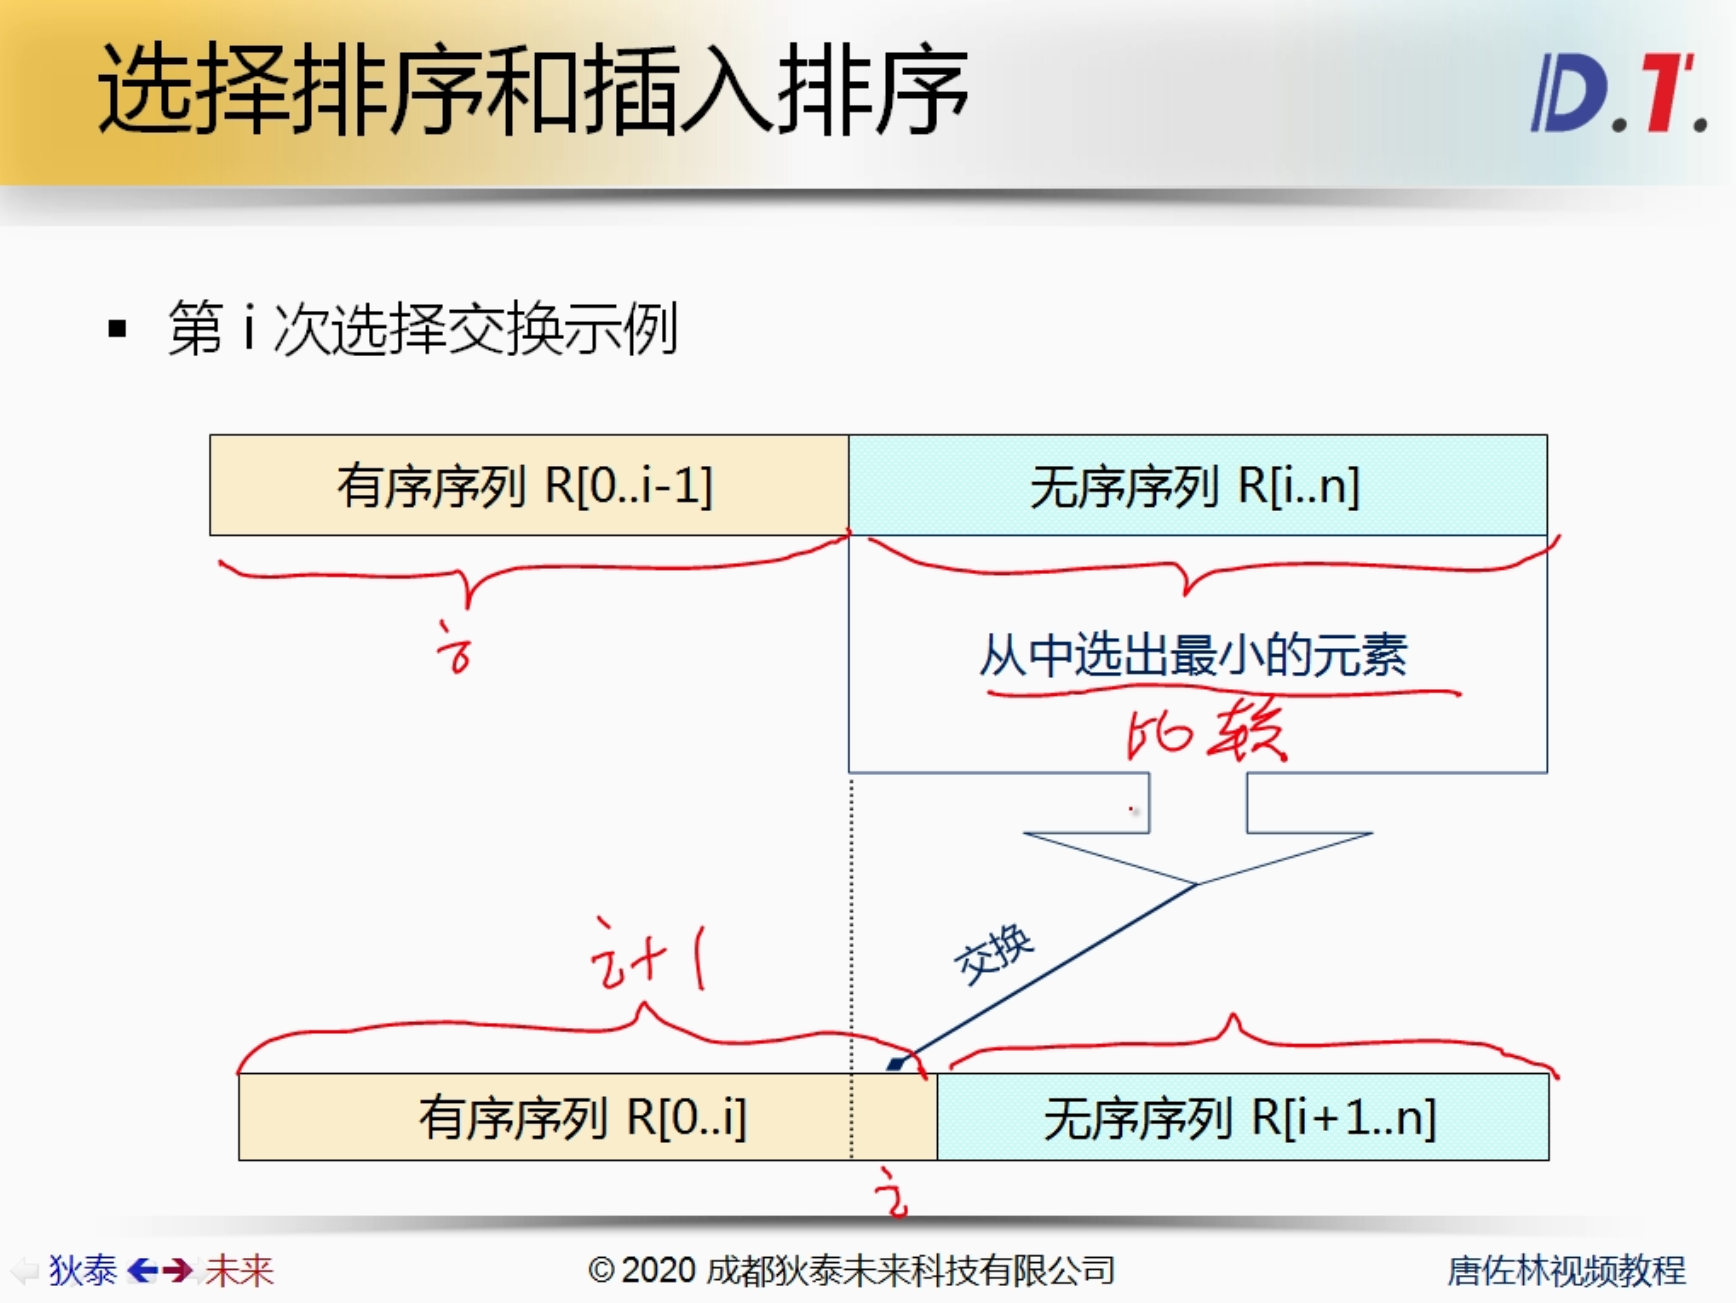 选择排序和插入排序
D.T.
▪ 第 i 次选择交换示例
有序序列 R[0..i-1]
无序序列 R[i..n]
i
从中选出最小的元素
比较
i+1
交换
有序序列 R[0..i]
无序序列 R[i+1..n]
i
狄泰 未来
© 2020 成都狄泰未来科技有限公司
唐佐林视频教程